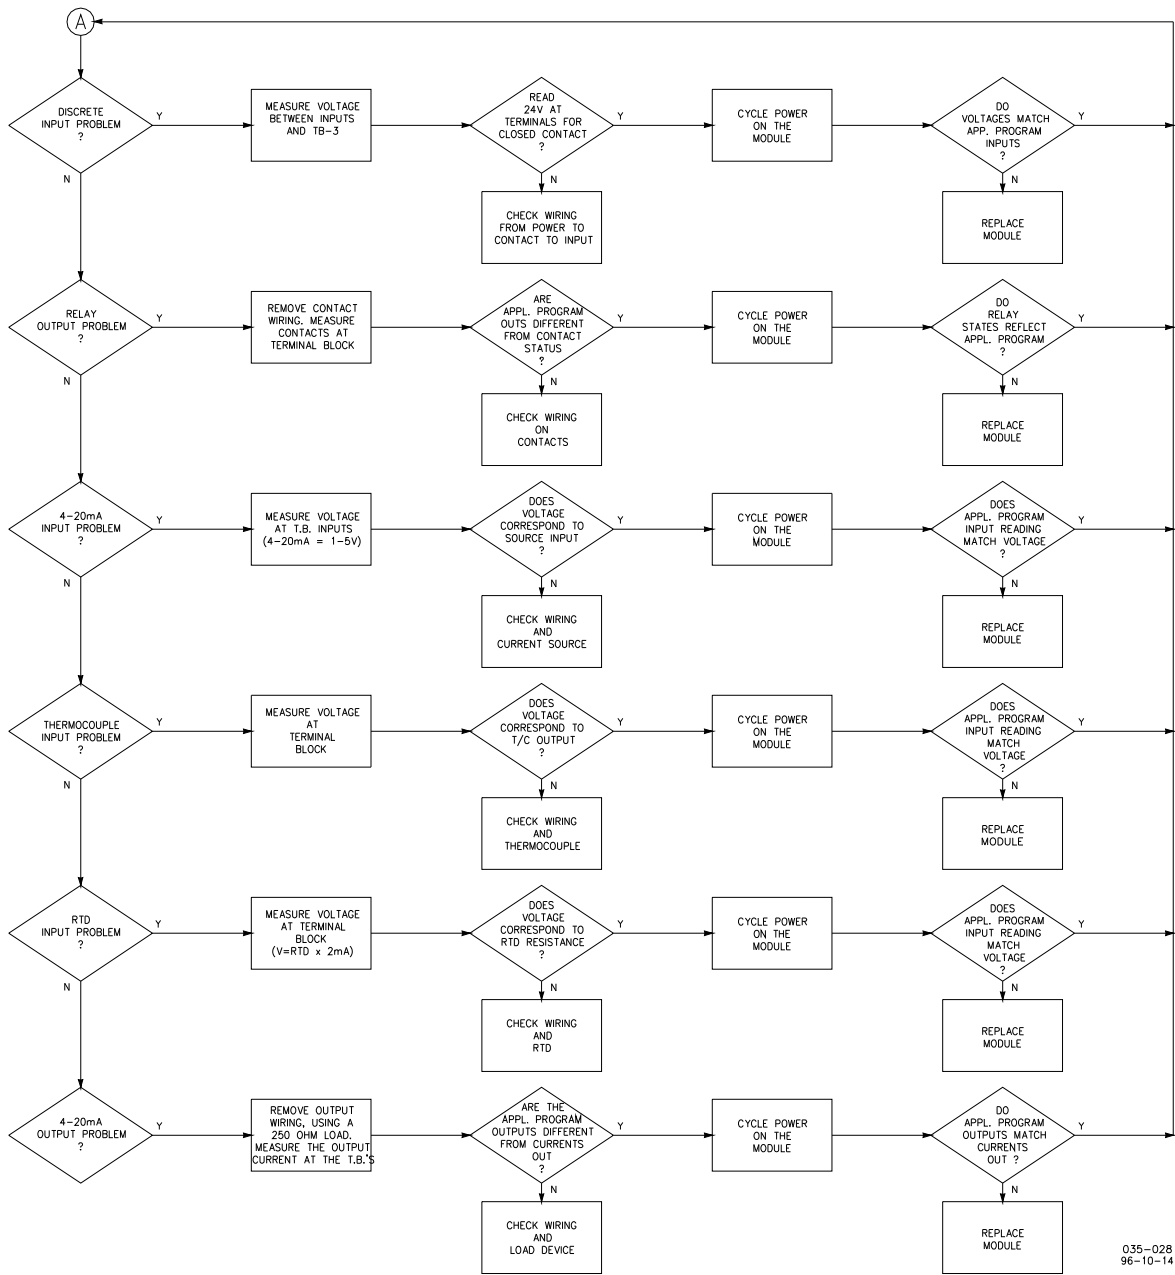 A
DISCRETE
INPUT PROBLEM
?
Y
N
MEASURE VOLTAGE
BETWEEN INPUTS
AND TB-3
READ
24V AT
TERMINALS FOR
CLOSED CONTACT
?
Y
N
CHECK WIRING
FROM POWER TO
CONTACT TO INPUT
CYCLE POWER
ON THE
MODULE
DO
VOLTAGES MATCH
APP. PROGRAM
INPUTS
?
Y
N
REPLACE
MODULE
RELAY
OUTPUT PROBLEM
?
Y
N
REMOVE CONTACT
WIRING. MEASURE
CONTACTS AT
TERMINAL BLOCK
ARE
APPL. PROGRAM
OUTS DIFFERENT
FROM CONTACT
STATUS
?
Y
N
CHECK WIRING
ON
CONTACTS
CYCLE POWER
ON THE
MODULE
DO
RELAY
STATES REFLECT
APPL. PROGRAM
?
Y
N
REPLACE
MODULE
4-20mA
INPUT PROBLEM
?
Y
N
MEASURE VOLTAGE
AT T.B. INPUTS
(4-20mA = 1-5V)
DOES
VOLTAGE
CORRESPOND TO
SOURCE INPUT
?
Y
N
CHECK WIRING
AND
CURRENT SOURCE
CYCLE POWER
ON THE
MODULE
DOES
APPL. PROGRAM
INPUT READING
MATCH VOLTAGE
?
Y
N
REPLACE
MODULE
THERMOCOUPLE
INPUT PROBLEM
?
Y
N
MEASURE VOLTAGE
AT
TERMINAL
BLOCK
DOES
VOLTAGE
CORRESPOND TO
T/C OUTPUT
?
Y
N
CHECK WIRING
AND
THERMOCOUPLE
CYCLE POWER
ON THE
MODULE
DOES
APPL. PROGRAM
INPUT READING
MATCH
VOLTAGE
?
Y
N
REPLACE
MODULE
RTD
INPUT PROBLEM
?
Y
N
MEASURE VOLTAGE
AT TERMINAL
BLOCK
(V=RTD x 2mA)
DOES
VOLTAGE
CORRESPOND TO
RTD RESISTANCE
?
Y
N
CHECK WIRING
AND
RTD
CYCLE POWER
ON THE
MODULE
DOES
APPL. PROGRAM
INPUT READING
MATCH
VOLTAGE
?
Y
N
REPLACE
MODULE
4-20mA
OUTPUT PROBLEM
?
Y
REMOVE OUTPUT
WIRING, USING A
250 OHM LOAD.
MEASURE THE OUTPUT
CURRENT AT THE T.B.'S
ARE THE
APPL. PROGRAM
OUTPUTS DIFFERENT
FROM CURRENTS
OUT
?
Y
N
CHECK WIRING
AND
LOAD DEVICE
CYCLE POWER
ON THE
MODULE
DO
APPL. PROGRAM
OUTPUTS MATCH
CURRENTS
OUT ?
Y
N
REPLACE
MODULE
035-028
96-10-14